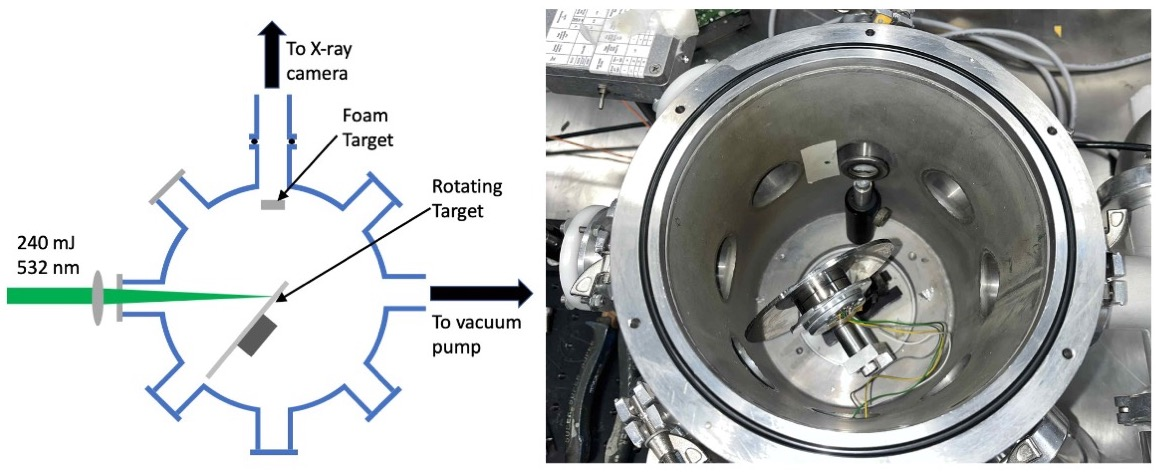 To X-ray
camera
Foam
Target
Rotating
Target
240 mJ
532 nm
To vacuum
pump